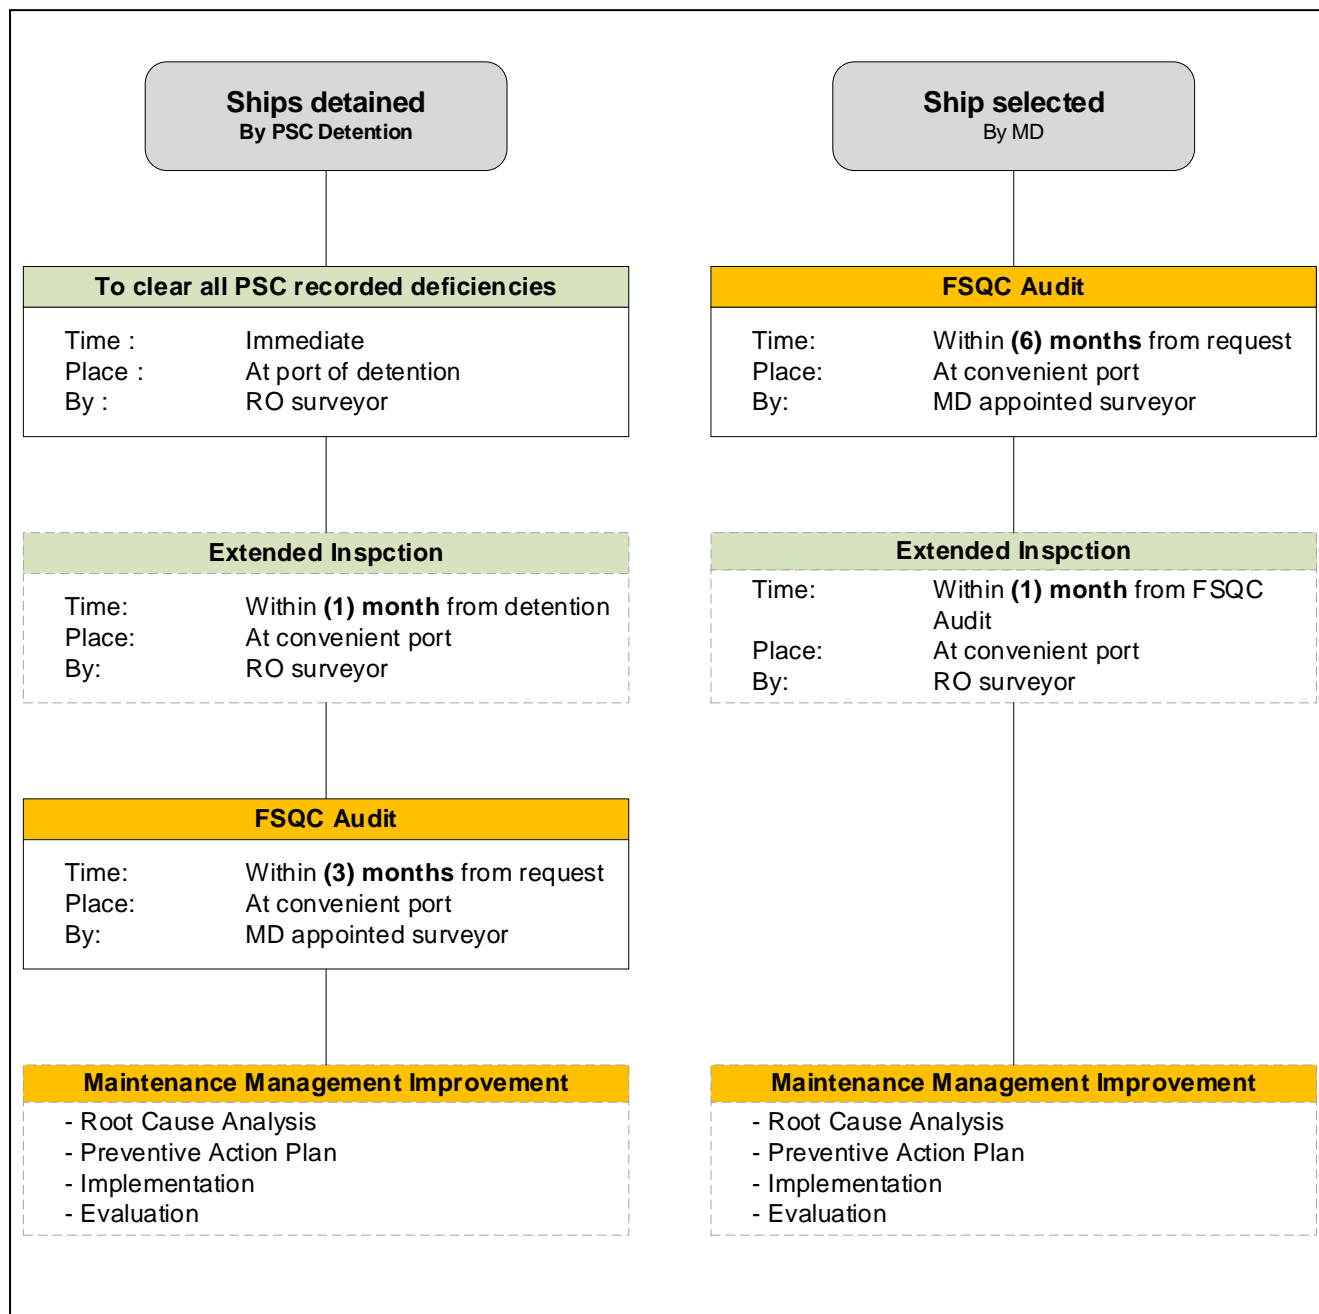 Ships detained
By PSC Detention
To clear all PSC recorded deficiencies
Time : Immediate
Place : At port of detention
By : RO surveyor
Extended Inspction
Time: Within (1) month from detention
Place: At convenient port
By: RO surveyor
FSQC Audit
Time: Within (3) months from request
Place: At convenient port
By: MD appointed surveyor
Maintenance Management Improvement
- Root Cause Analysis
- Preventive Action Plan
- Implementation
- Evaluation
Ship selected
By MD
FSQC Audit
Time: Within (6) months from request
Place: At convenient port
By: MD appointed surveyor
Extended Inspction
Time: Within (1) month from FSQC
Audit
Place: At convenient port
By: RO surveyor
Maintenance Management Improvement
- Root Cause Analysis
- Preventive Action Plan
- Implementation
- Evaluation